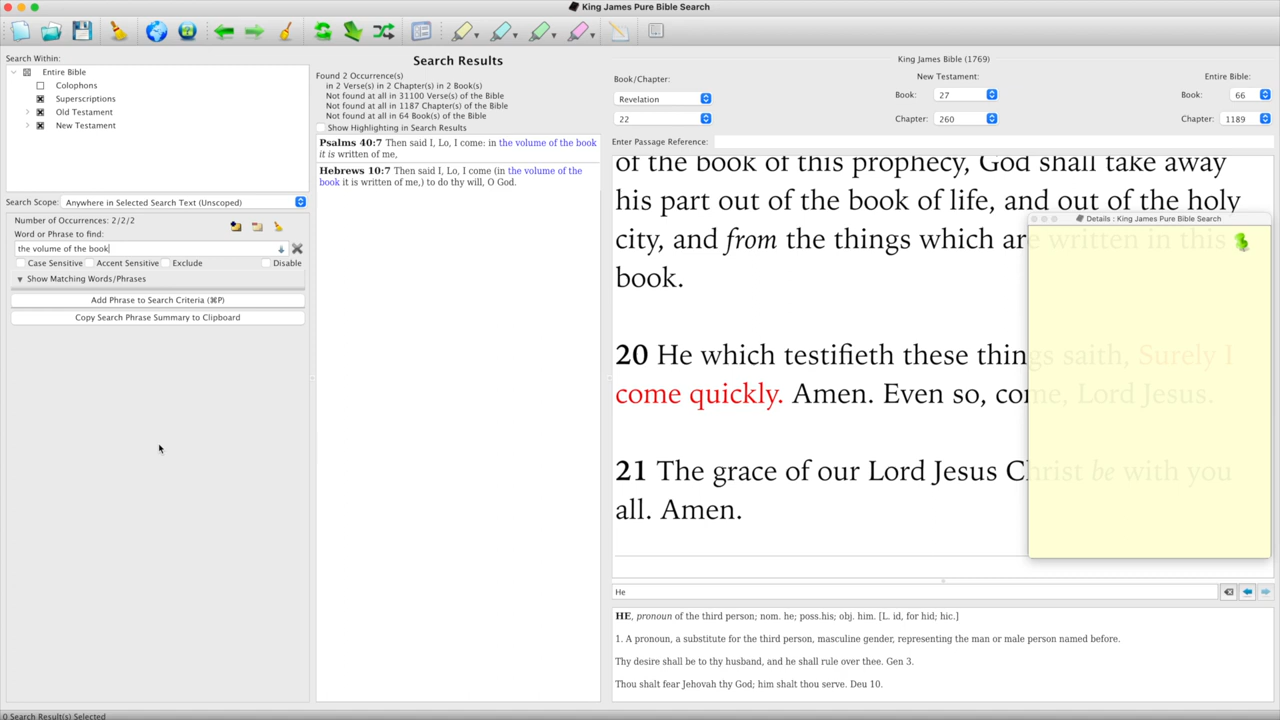 King James Pure Bible Search
Search Within:
Entire Bible
Colophons
Superscriptions
Old Testament
New Testament
Search Scope: Anywhere in Selected Search Text (Unscoped)
Number of Occurrences: 2/2/2
Word or Phrase to find:
the volume of the book
Case Sensitive Accent Sensitive Exclude Disable
Show Matching Words/Phrases
Add Phrase to Search Criteria (⌘P)
Copy Search Phrase Summary to Clipboard
Search Results
Found 2 Occurrence(s)
in 2 Verse(s) in 2 Chapter(s) in 2 Book(s)
Not found at all in 31100 Verse(s) of the Bible
Not found at all in 1187 Chapter(s) of the Bible
Not found at all in 64 Book(s) of the Bible
Show Highlighting in Search Results
Psalms 40:7 Then said I, Lo, I come: in the volume of the book
it is written of me,
Hebrews 10:7 Then said I, Lo, I come (in the volume of the
book it is written of me,) to do thy will, O God.
King James Bible (1769)
Book/Chapter:
Revelation
22
New Testament:
Book: 27
Chapter: 260
Entire Bible:
Book: 66
Chapter: 1189
Enter Passage Reference:
of the book of this prophecy, God shall take away
his part out of the book of life, and out of the holy
city, and from the things which are written in this
book.
20 He which testifieth these things saith, Surely I
come quickly. Amen. Even so, come, Lord Jesus.
21 The grace of our Lord Jesus Christ be with you
all. Amen.
Details : King James Pure Bible Search
He
HE, pronoun of the third person; nom. he; poss.his; obj. him. [L. id, for hid; hic.]
1. A pronoun, a substitute for the third person, masculine gender, representing the man or male person named before.
Thy desire shall be to thy husband, and he shall rule over thee. Gen 3.
Thou shalt fear Jehovah thy God; him shalt thou serve. Deu 10.
0 Search Result(s) Selected